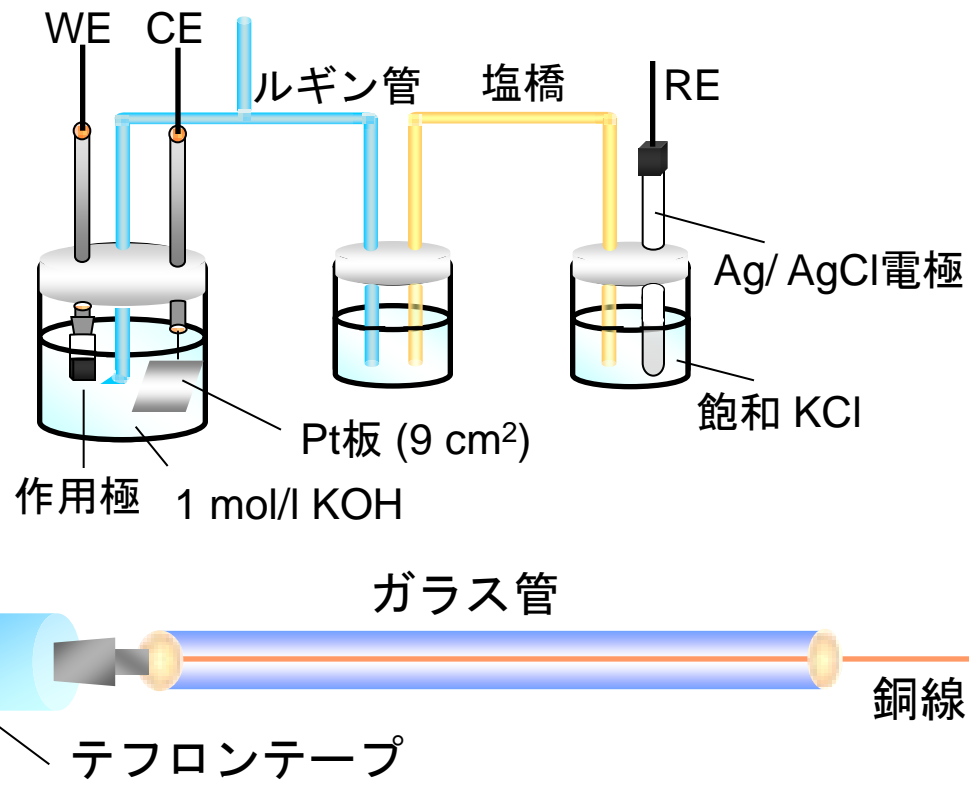 WE CE
ルギン管 塩橋 RE
Ag/ AgCl電極
飽和 KCl
Pt板 (9 cm²)
作用極 1 mol/l KOH
ガラス管
銅線
テフロンテープ